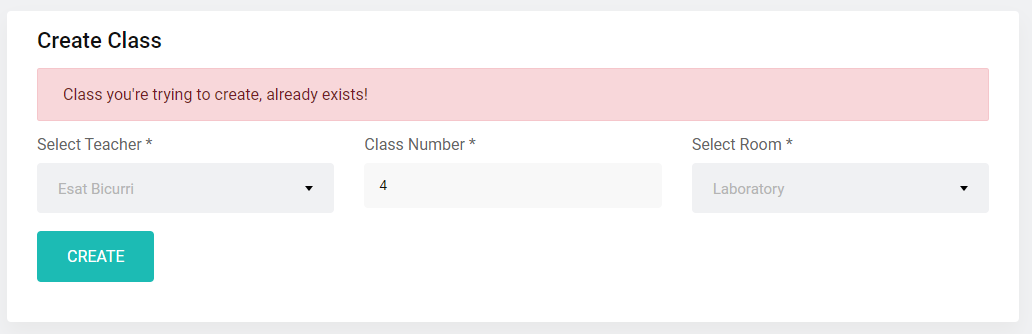 Create Class
Class you're trying to create, already exists!
Select Teacher *
Class Number *
Select Room *
Esat Bicurri
4
Laboratory
CREATE